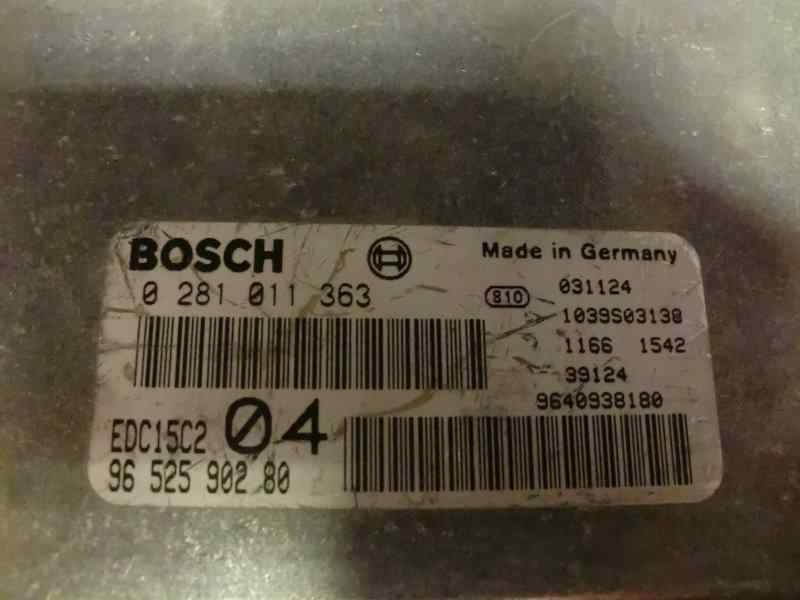 BOSCH
Made in Germany
0 281 011 363
810
031124
1039S03138
1166 1542
39124
9640938180
EDC15C2 04
96 525 902 80